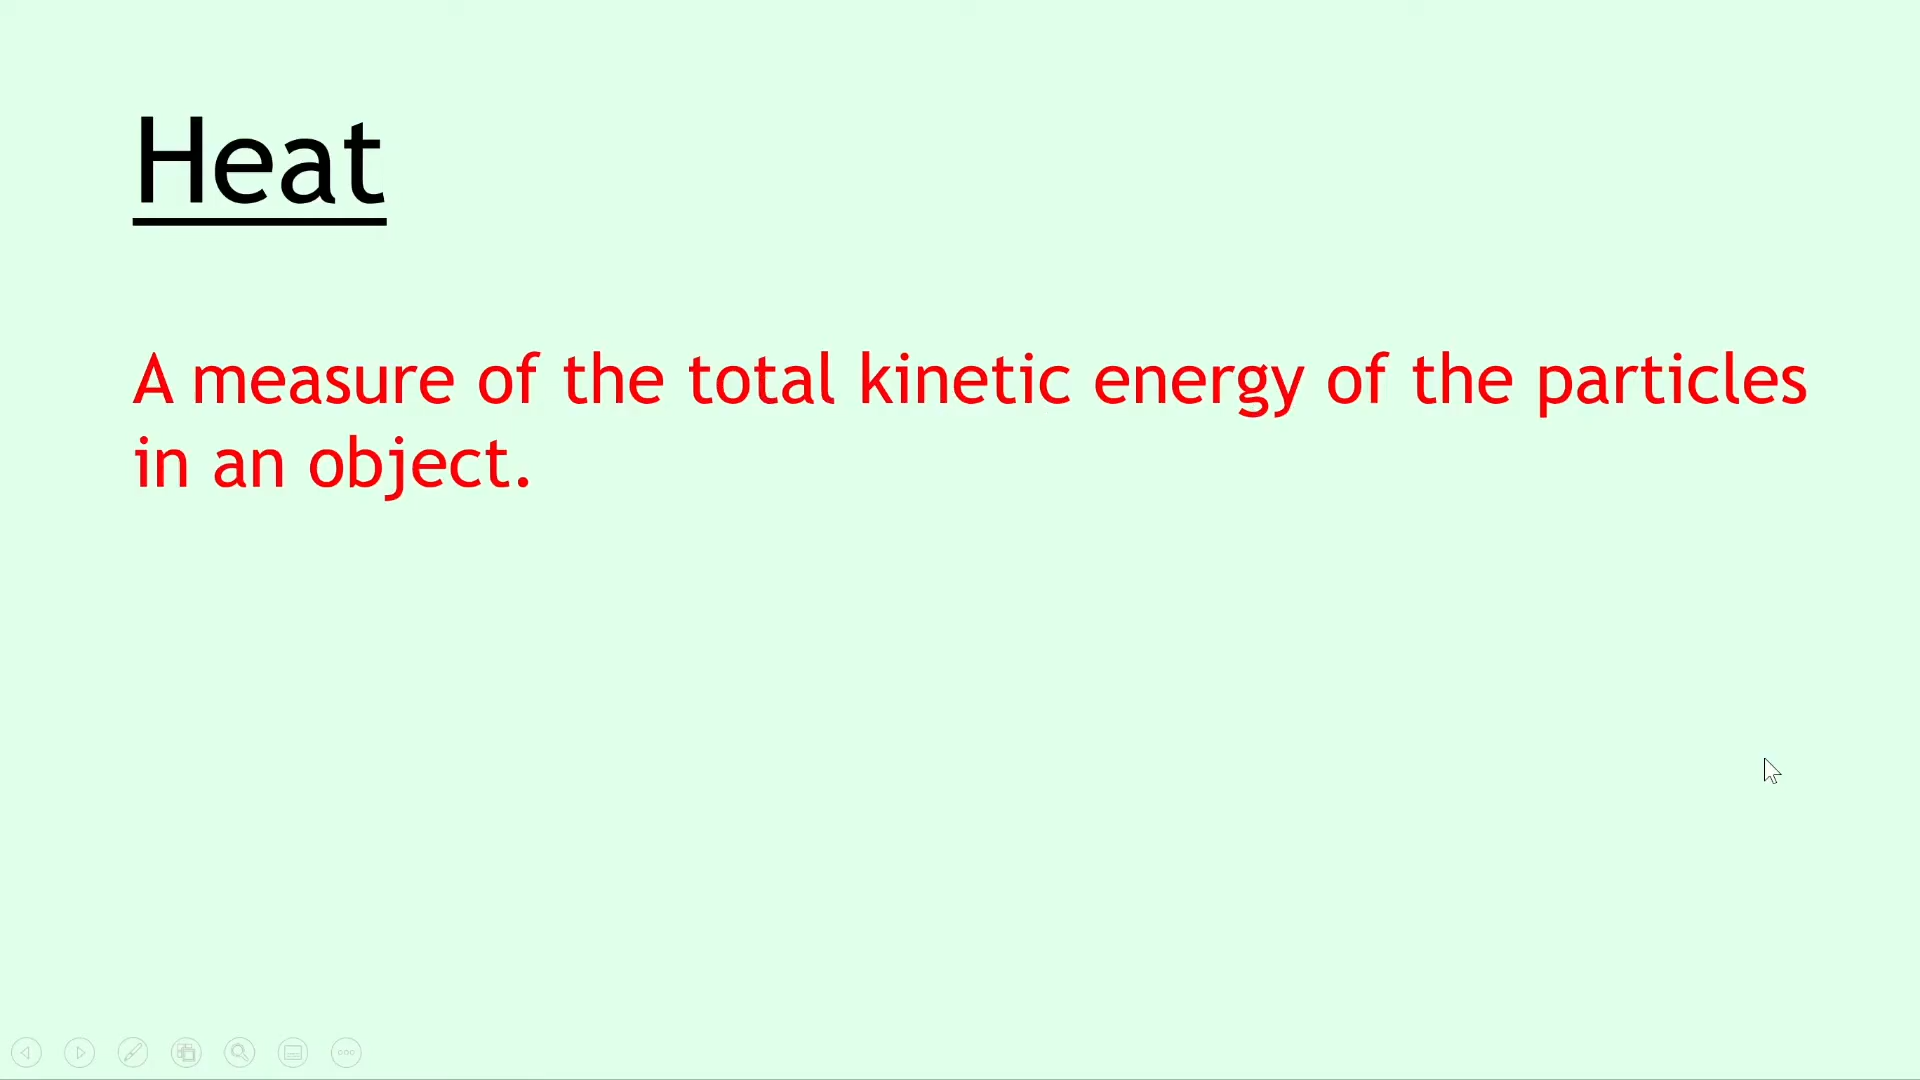 Heat
A measure of the total kinetic energy of the particles
in an object.